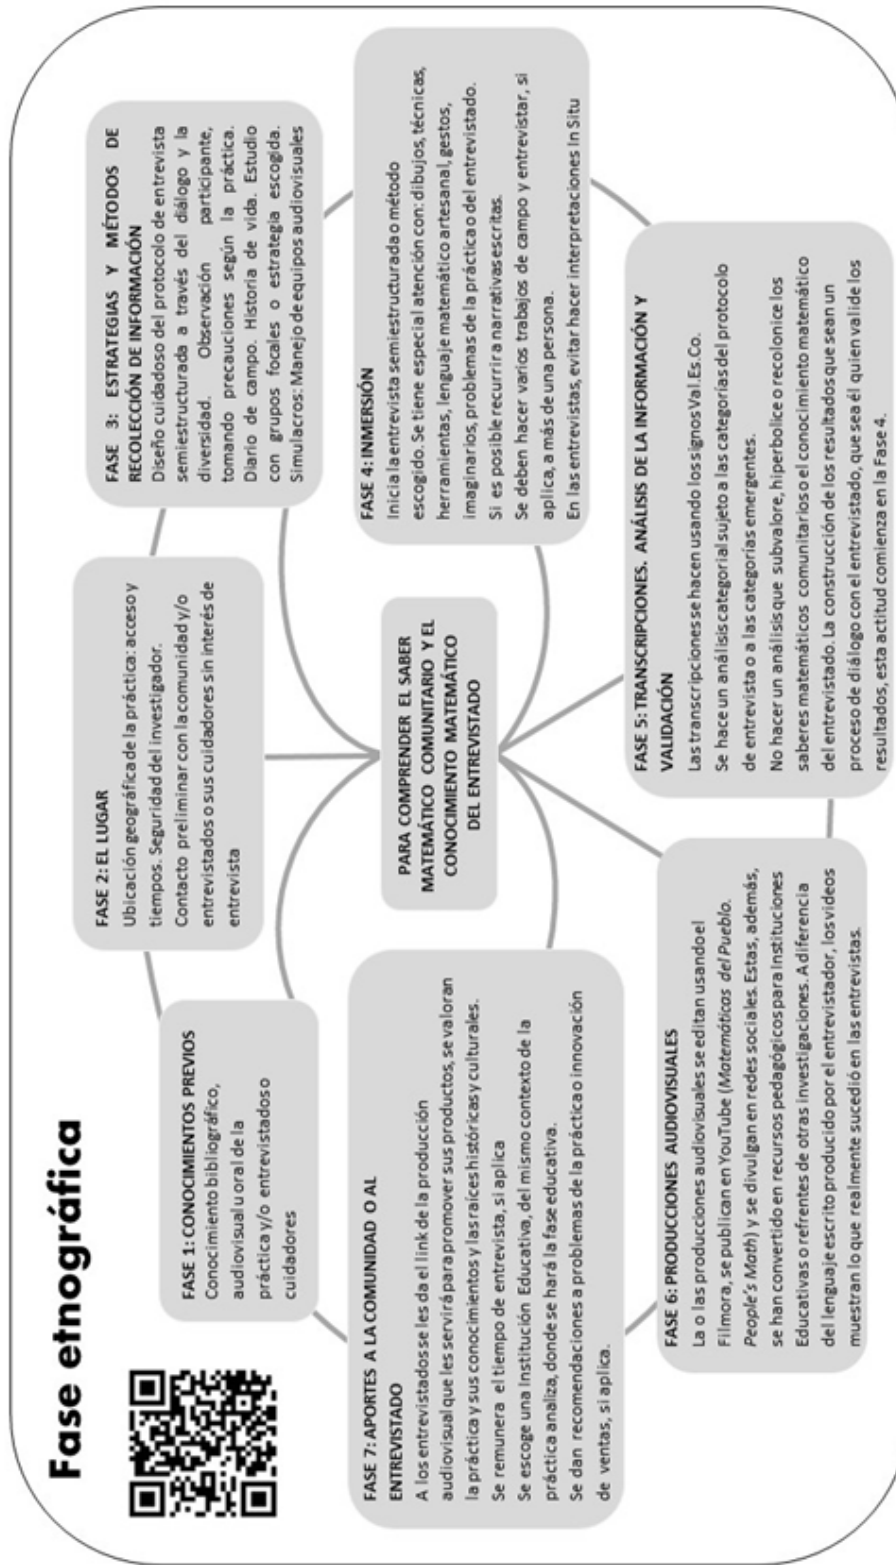 Fase etnográfica
FASE 1: CONOCIMIENTOS PREVIOS
Conocimiento bibliográfico,
audiovisual u oral de la
práctica y/o entrevistados o
cuidadores
FASE 2: EL LUGAR
Ubicación geográfica de la práctica: acceso y
tiempos. Seguridad del investigador.
Contacto preliminar con la comunidad y/o
entrevistados o sus cuidadores sin interés de
entrevista
FASE 3: ESTRATEGIAS Y MÉTODOS DE
RECOLECCIÓN DE INFORMACIÓN
Diseño cuidadoso del protocolo de entrevista
semiestructurada a través del diálogo y la
diversidad. Observación participante,
tomando precauciones según la práctica.
Diario de campo. Historia de vida. Estudio
con grupos focales o estrategia escogida.
Simulacros: Manejo de equipos audiovisuales
PARA COMPRENDER EL SABER
MATEMÁTICO COMUNITARIO Y EL
CONOCIMIENTO MATEMÁTICO
DEL ENTREVISTADO
FASE 4: INMERSIÓN
Inicia la entrevista semiestructurada o método
escogido. Se tiene especial atención con: dibujos, técnicas,
herramientas, lenguaje matemático artesanal, gestos,
imaginarios, problemas de la práctica o del entrevistado.
Si es posible recurrir a narrativas escritas.
Se deben hacer varios trabajos de campo y entrevistar, si
aplica, a más de una persona.
En las entrevistas, evitar hacer interpretaciones In Situ
FASE 5: TRANSCRIPCIONES. ANÁLISIS DE LA INFORMACIÓN Y
VALIDACIÓN
Las transcripciones se hacen usando los signos Val.Es.Co.
Se hace un análisis categorial sujeto a las categorías del protocolo
de entrevista o a las categorías emergentes.
No hacer un análisis que subvalore, hiperbolice o recolonice los
saberes matemáticos comunitarios o el conocimiento matemático
del entrevistado. La construcción de los resultados que sean un
proceso de diálogo con el entrevistado, que sea él quien valide los
resultados, esta actitud comienza en la Fase 4.
FASE 6: PRODUCCIONES AUDIOVISUALES
La o las producciones audiovisuales se editan usando el
Filmora, se publican en YouTube (Matemáticas del Pueblo.
People's Math) y se divulgan en redes sociales. Estas, además,
se han convertido en recursos pedagógicos para Instituciones
Educativas o refrentes de otras investigaciones. A diferencia
del lenguaje escrito producido por el entrevistador, los videos
muestran lo que realmente sucedió en las entrevistas.
FASE 7: APORTES A LA COMUNIDAD O AL
ENTREVISTADO
A los entrevistados se les da el link de la producción
audiovisual que les servirá para promover sus productos, se valoran
la práctica y sus conocimientos y las raíces históricas y culturales.
Se remunera el tiempo de entrevista, si aplica
Se escoge una Institución Educativa, del mismo contexto de la
práctica analiza, donde se hará la fase educativa.
Se dan recomendaciones a problemas de la práctica o innovación
de ventas, si aplica.